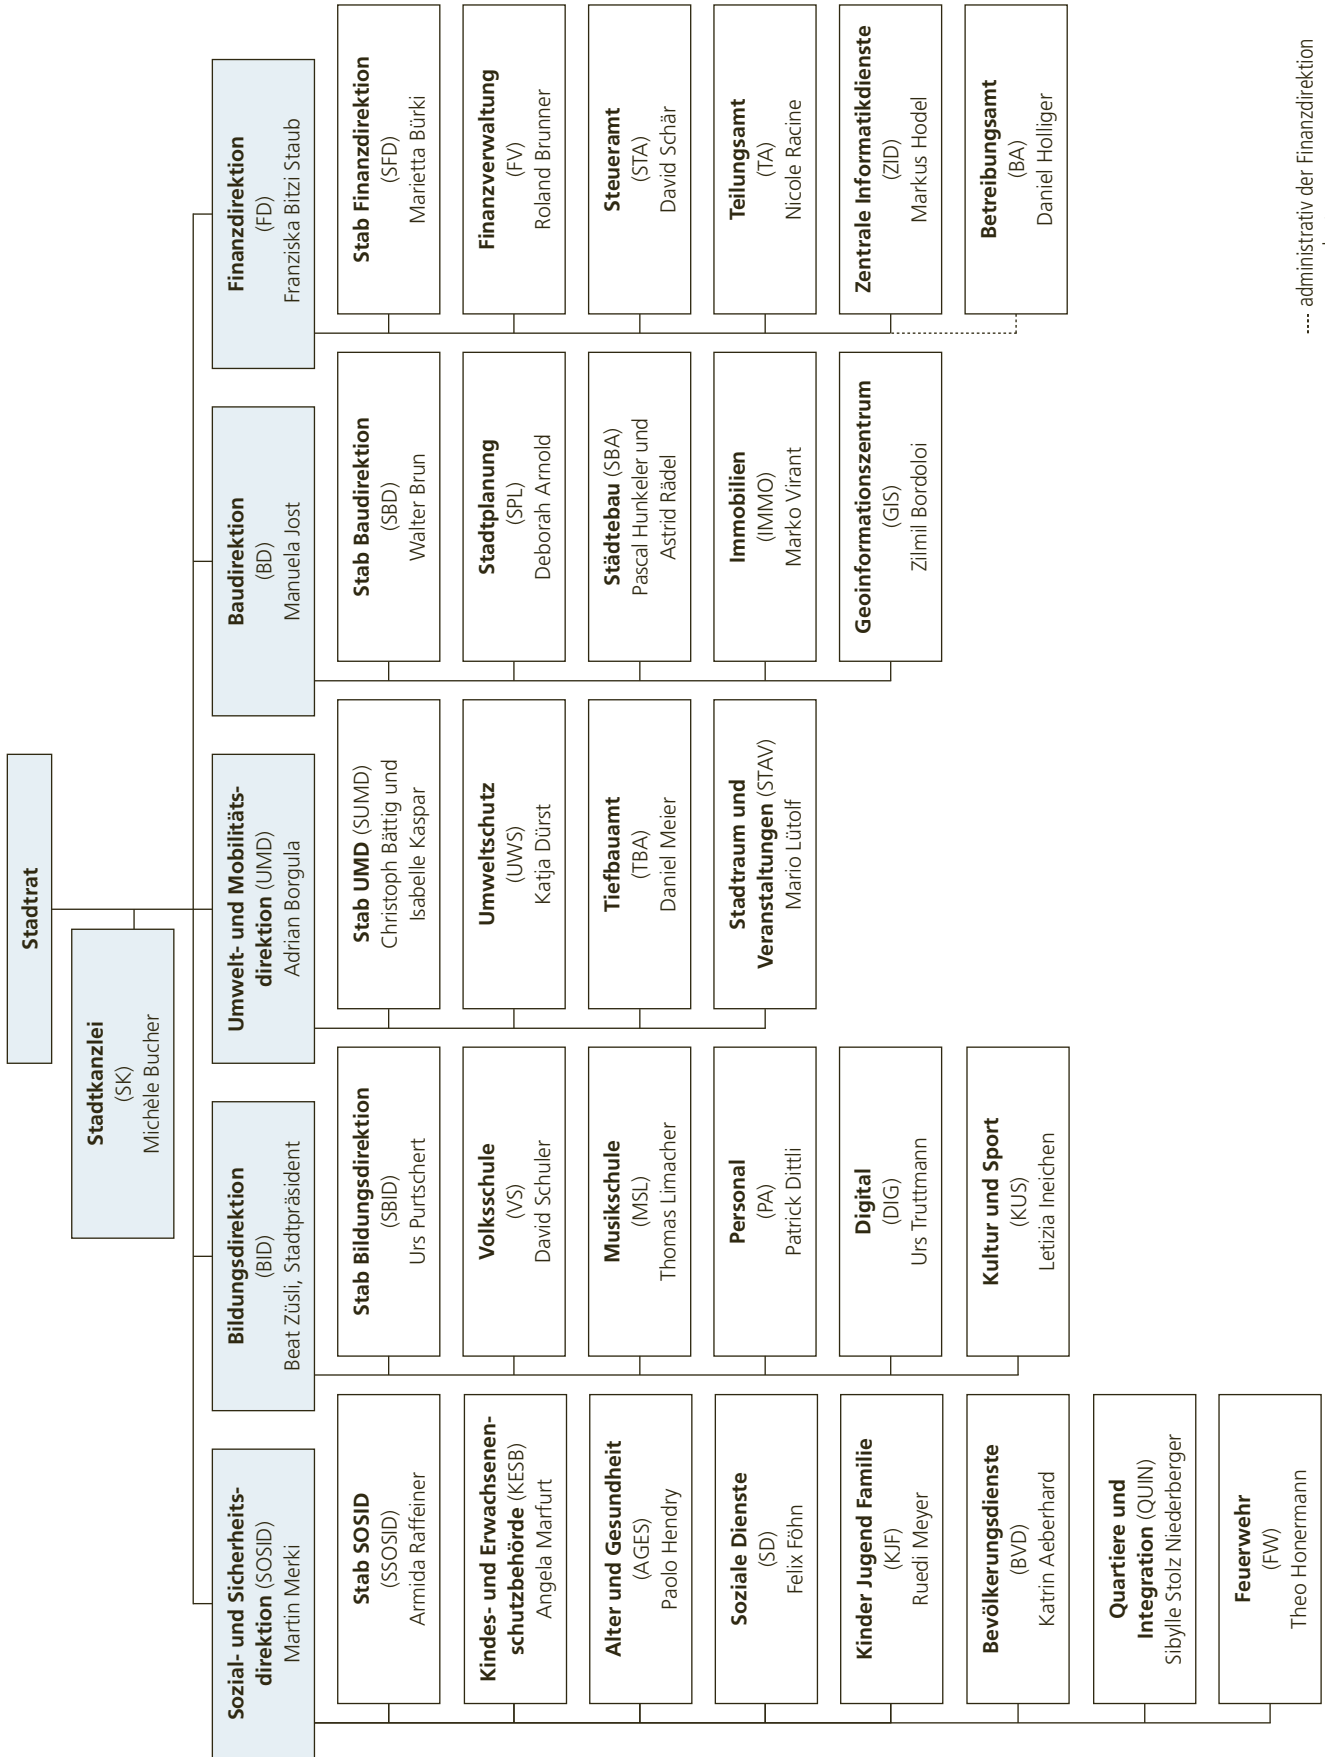 Stadtrat
Stadtkanzlei
(SK)
Michèle Bucher
Sozial- und Sicherheits-
direktion (SOSID)
Martin Merki
Stab SOSID
(SSOSID)
Armida Raffeiner
Kindes- und Erwachsenen-
schutzbehörde (KESB)
Angela Marfurt
Alter und Gesundheit
(AGES)
Paolo Hendry
Soziale Dienste
(SD)
Felix Föhn
Kinder Jugend Familie
(KJF)
Ruedi Meyer
Bevölkerungsdienste
(BVD)
Katrin Aeberhard
Quartiere und
Integration (QUIN)
Sibylle Stolz Niederberger
Feuerwehr
(FW)
Theo Honermann
Bildungsdirektion
(BID)
Beat Züsli, Stadtpräsident
Stab Bildungsdirektion
(SBID)
Urs Purtschert
Volksschule
(VS)
David Schuler
Musikschule
(MSL)
Thomas Limacher
Personal
(PA)
Patrick Dittli
Digital
(DIG)
Urs Truttmann
Kultur und Sport
(KUS)
Letizia Ineichen
Umwelt- und Mobilitäts-
direktion (UMD)
Adrian Borgula
Stab UMD (SUMD)
Christoph Bättig und
Isabelle Kaspar
Umweltschutz
(UWS)
Katja Dürst
Tiefbauamt
(TBA)
Daniel Meier
Stadtraum und
Veranstaltungen (STAV)
Mario Lütolf
Baudirektion
(BD)
Manuela Jost
Stab Baudirektion
(SBD)
Walter Brun
Stadtplanung
(SPL)
Deborah Arnold
Städtebau (SBA)
Pascal Hunkeler und
Astrid Rädel
Immobilien
(IMMO)
Marko Virant
Geoinformationszentrum
(GIS)
Zilmil Bordoloi
Finanzdirektion
(FD)
Franziska Bitzi Staub
Stab Finanzdirektion
(SFD)
Marietta Bürki
Finanzverwaltung
(FV)
Roland Brunner
Steueramt
(STA)
David Schär
Teilungsamt
(TA)
Nicole Racine
Zentrale Informatikdienste
(ZID)
Markus Hodel
Betreibungsamt
(BA)
Daniel Holliger
---- administrativ der Finanzdirektion